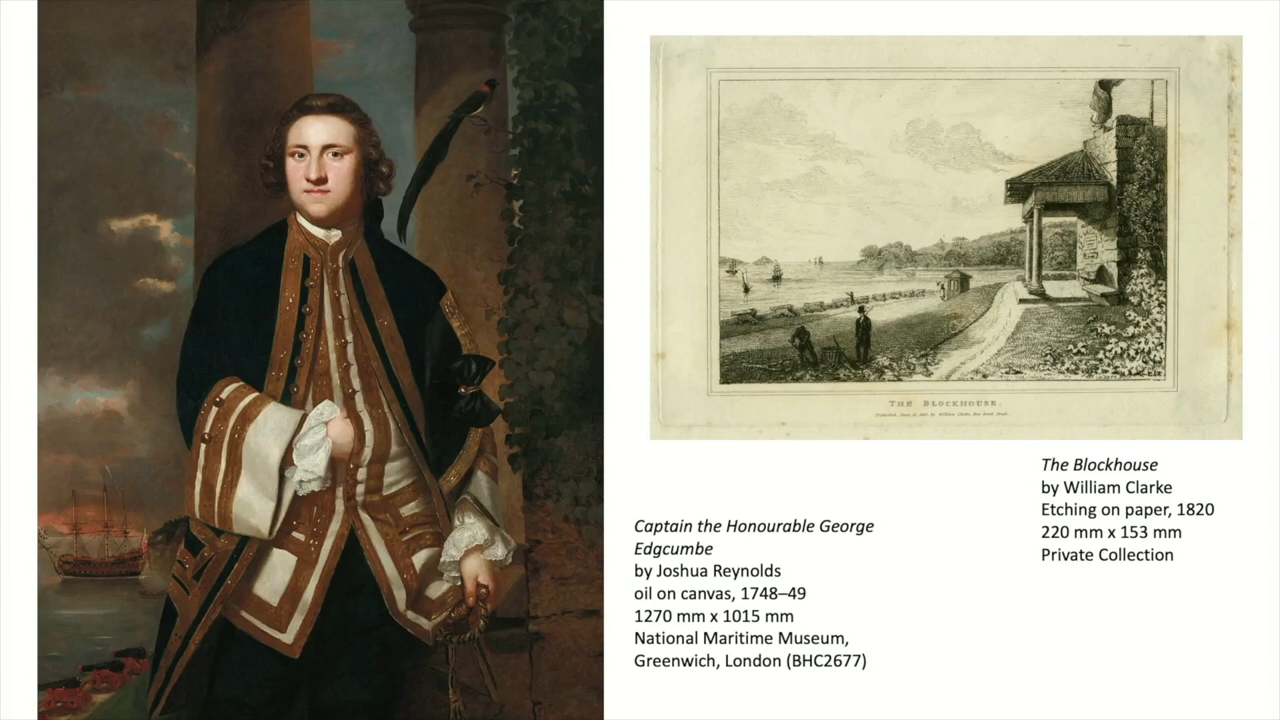 THE BLOCKHOUSE.
The Blockhouse
by William Clarke
Etching on paper, 1820
220 mm x 153 mm
Private Collection
Captain the Honourable George
Edgcumbe
by Joshua Reynolds
oil on canvas, 1748–49
1270 mm x 1015 mm
National Maritime Museum,
Greenwich, London (BHC2677)